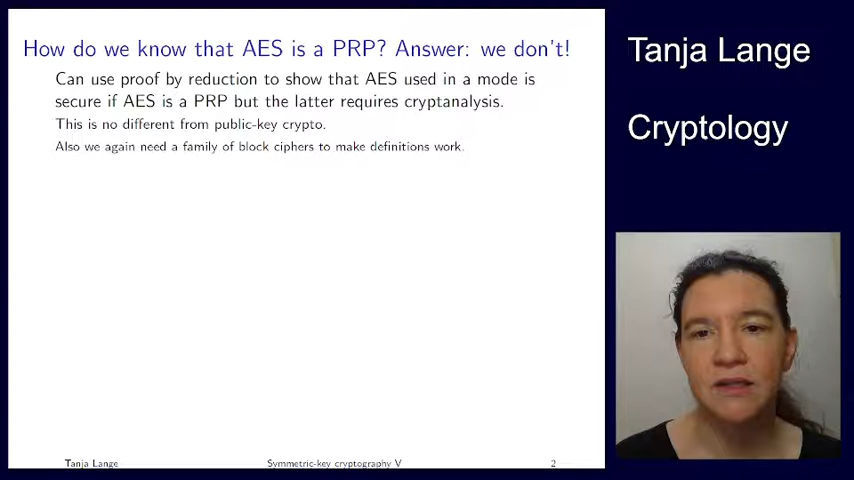 How do we know that AES is a PRP? Answer: we don't!
Can use proof by reduction to show that AES used in a mode is
secure if AES is a PRP but the latter requires cryptanalysis.
This is no different from public-key crypto.
Also we again need a family of block ciphers to make definitions work.
Tanja Lange
Symmetric-key cryptography V
2
Tanja Lange
Cryptology